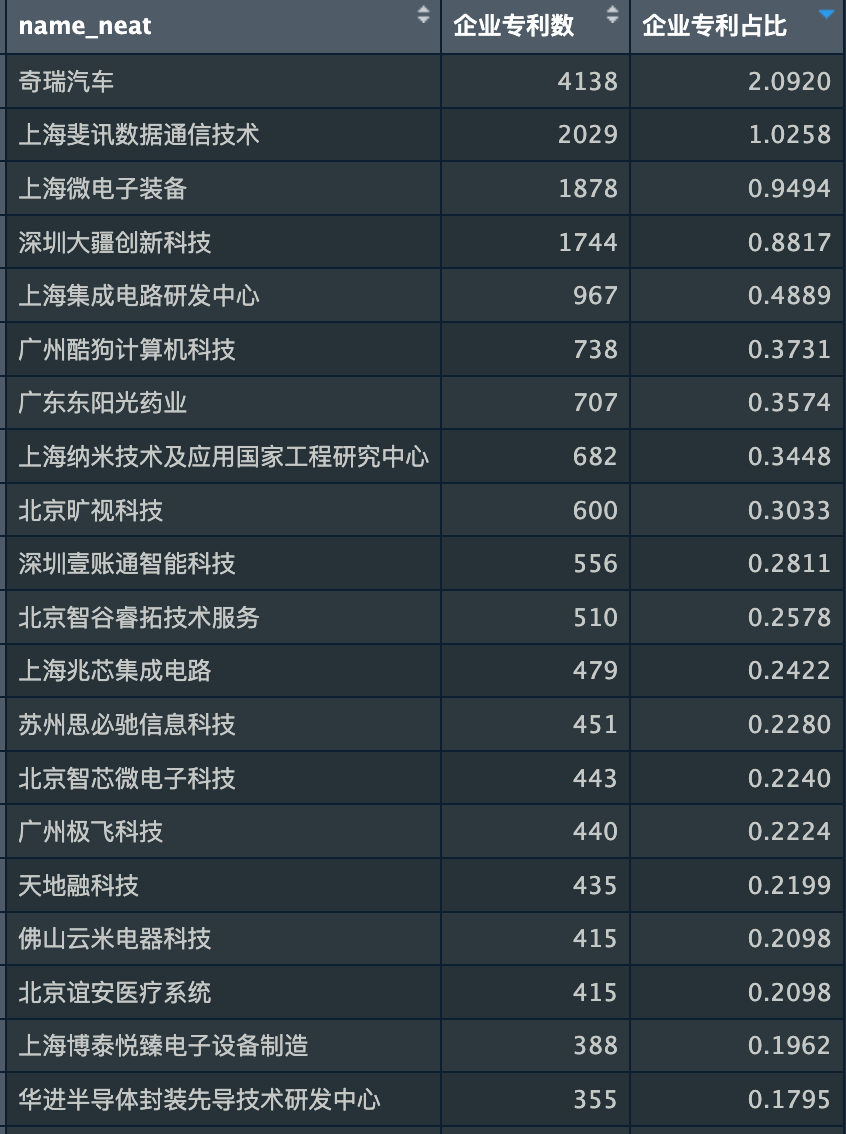 name_neat 企业专利数 企业专利占比
奇瑞汽车 4138 2.0920
上海斐讯数据通信技术 2029 1.0258
上海微电子装备 1878 0.9494
深圳大疆创新科技 1744 0.8817
上海集成电路研发中心 967 0.4889
广州酷狗计算机科技 738 0.3731
广东东阳光药业 707 0.3574
上海纳米技术及应用国家工程研究中心 682 0.3448
北京旷视科技 600 0.3033
深圳壹账通智能科技 556 0.2811
北京智谷睿拓技术服务 510 0.2578
上海兆芯集成电路 479 0.2422
苏州思必驰信息科技 451 0.2280
北京智芯微电子科技 443 0.2240
广州极飞科技 440 0.2224
天地融科技 435 0.2199
佛山云米电器科技 415 0.2098
北京谊安医疗系统 415 0.2098
上海博泰悦臻电子设备制造 388 0.1962
华进半导体封装先导技术研发中心 355 0.1795